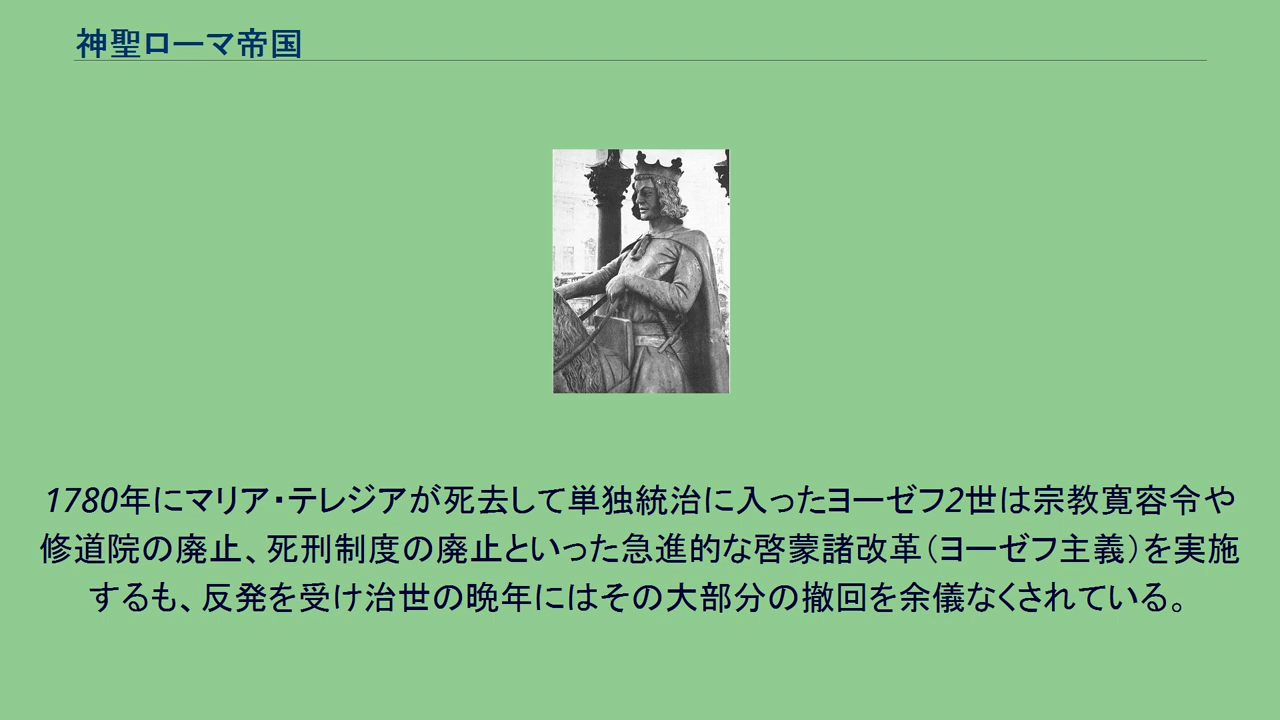 神聖ローマ帝国
1780年にマリア・テレジアが死去して単独統治に入ったヨーゼフ2世は宗教寛容令や
修道院の廃止、死刑制度の廃止といった急進的な啓蒙諸改革（ヨーゼフ主義）を実施
するも、反発を受け治世の晩年にはその大部分の撤回を余儀なくされている。